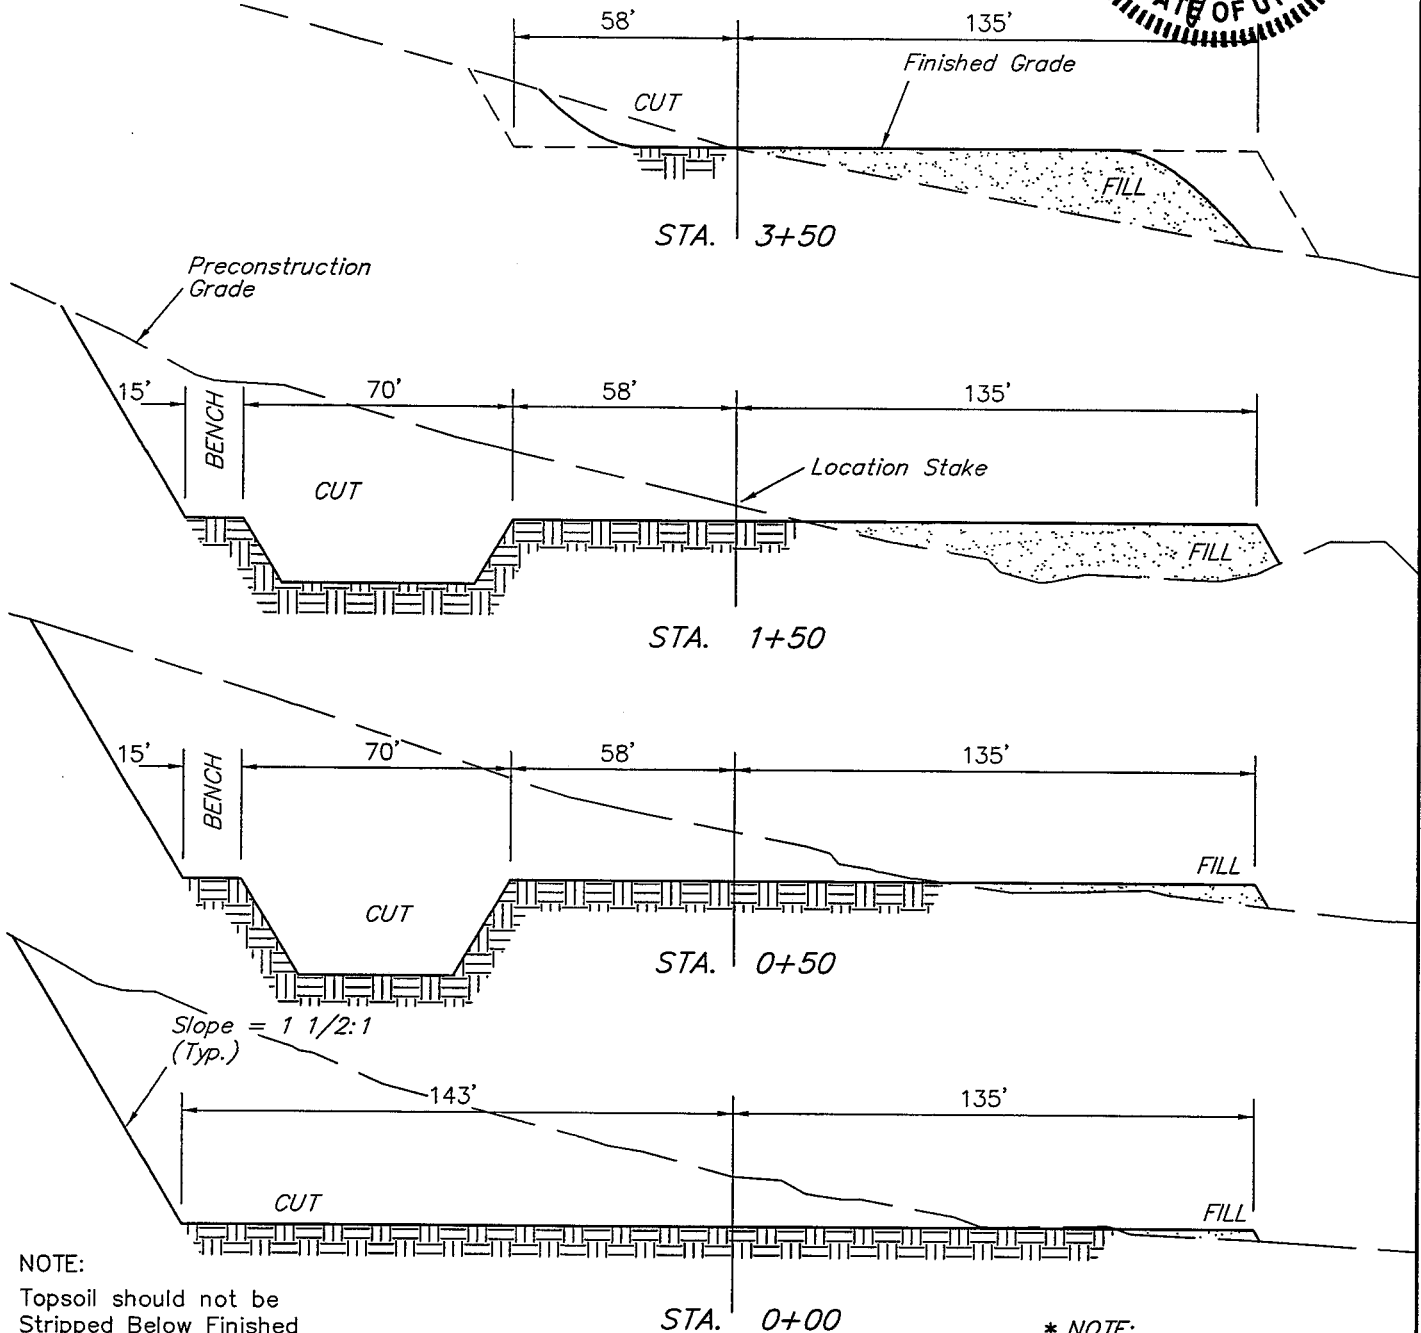 OF UT
58'
135'
Finished Grade
CUT
FILL
STA. 3+50
Preconstruction
Grade
15'
BENCH
70'
58'
135'
Location Stake
CUT
FILL
STA. 1+50
15'
BENCH
70'
58'
135'
FILL
CUT
STA. 0+50
Slope = 1 1/2:1
(Typ.)
143'
135'
CUT
FILL
NOTE:
Topsoil should not be
Stripped Below Finished
STA. 0+00
* NOTE: